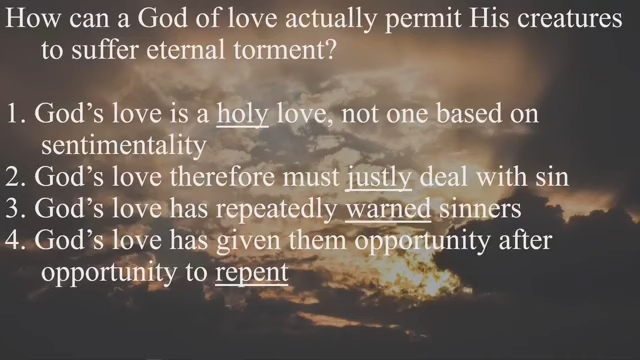 How can a God of love actually permit His creatures
to suffer eternal torment?
1. God's love is a holy love, not one based on
sentimentality
2. God's love therefore must justly deal with sin
3. God's love has repeatedly warned sinners
4. God's love has given them opportunity after
opportunity to repent